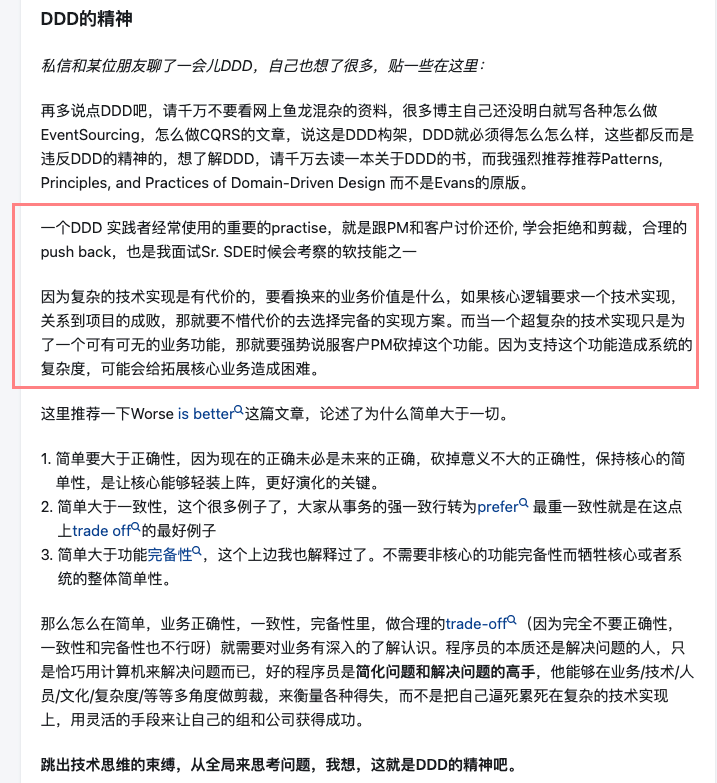 DDD的精神
私信和某位朋友聊了一会儿DDD，自己也想了很多，贴一些在这里：
再多说点DDD吧，请千万不要看网上鱼龙混杂的资料，很多博主自己还没明白就写各种怎么做
EventSourcing，怎么做CQRS的文章，说这是DDD构架，DDD就必须得怎么怎么样，这些都反而是
违反DDD的精神的，想了解DDD，请千万去读一本关于DDD的书，而我强烈推荐推荐Patterns,
Principles, and Practices of Domain-Driven Design 而不是Evans的原版。
一个DDD 实践者经常使用的重要的practise，就是跟PM和客户讨价还价, 学会拒绝和剪裁，合理的
push back，也是我面试Sr. SDE时候会考察的软技能之一
因为复杂的技术实现是有代价的，要看换来的业务价值是什么，如果核心逻辑要求一个技术实现，
关系到项目的成败，那就要不惜代价的去选择完备的实现方案。而当一个超复杂的技术实现只是为
了一个可有可无的业务功能，那就要强势说服客户PM砍掉这个功能。因为支持这个功能造成系统的
复杂度，可能会给拓展核心业务造成困难。
这里推荐一下Worse is better这篇文章，论述了为什么简单大于一切。
1. 简单要大于正确性，因为现在的正确未必是未来的正确，砍掉意义不大的正确性，保持核心的简
单性，是让核心能够轻装上阵，更好演化的关键。
2. 简单大于一致性，这个很多例子了，大家从事务的强一致行转为prefer 最重一致性就是在这点
上trade off的最好例子
3. 简单大于功能完备性，这个上边我也解释过了。不需要非核心的功能完备性而牺牲核心或者系
统的整体简单性。
那么怎么在简单，业务正确性，一致性，完备性里，做合理的trade-off（因为完全不要正确性，
一致性和完备性也不行呀）就需要对业务有深入的了解认识。程序员的本质还是解决问题的人，只
是恰巧用计算机来解决问题而已，好的程序员是简化问题和解决问题的高手，他能够在业务/技术/人
员/文化/复杂度/等等多角度做剪裁，来衡量各种得失，而不是把自己逼死累死在复杂的技术实现
上，用灵活的手段来让自己的组和公司获得成功。
跳出技术思维的束缚，从全局来思考问题，我想，这就是DDD的精神吧。